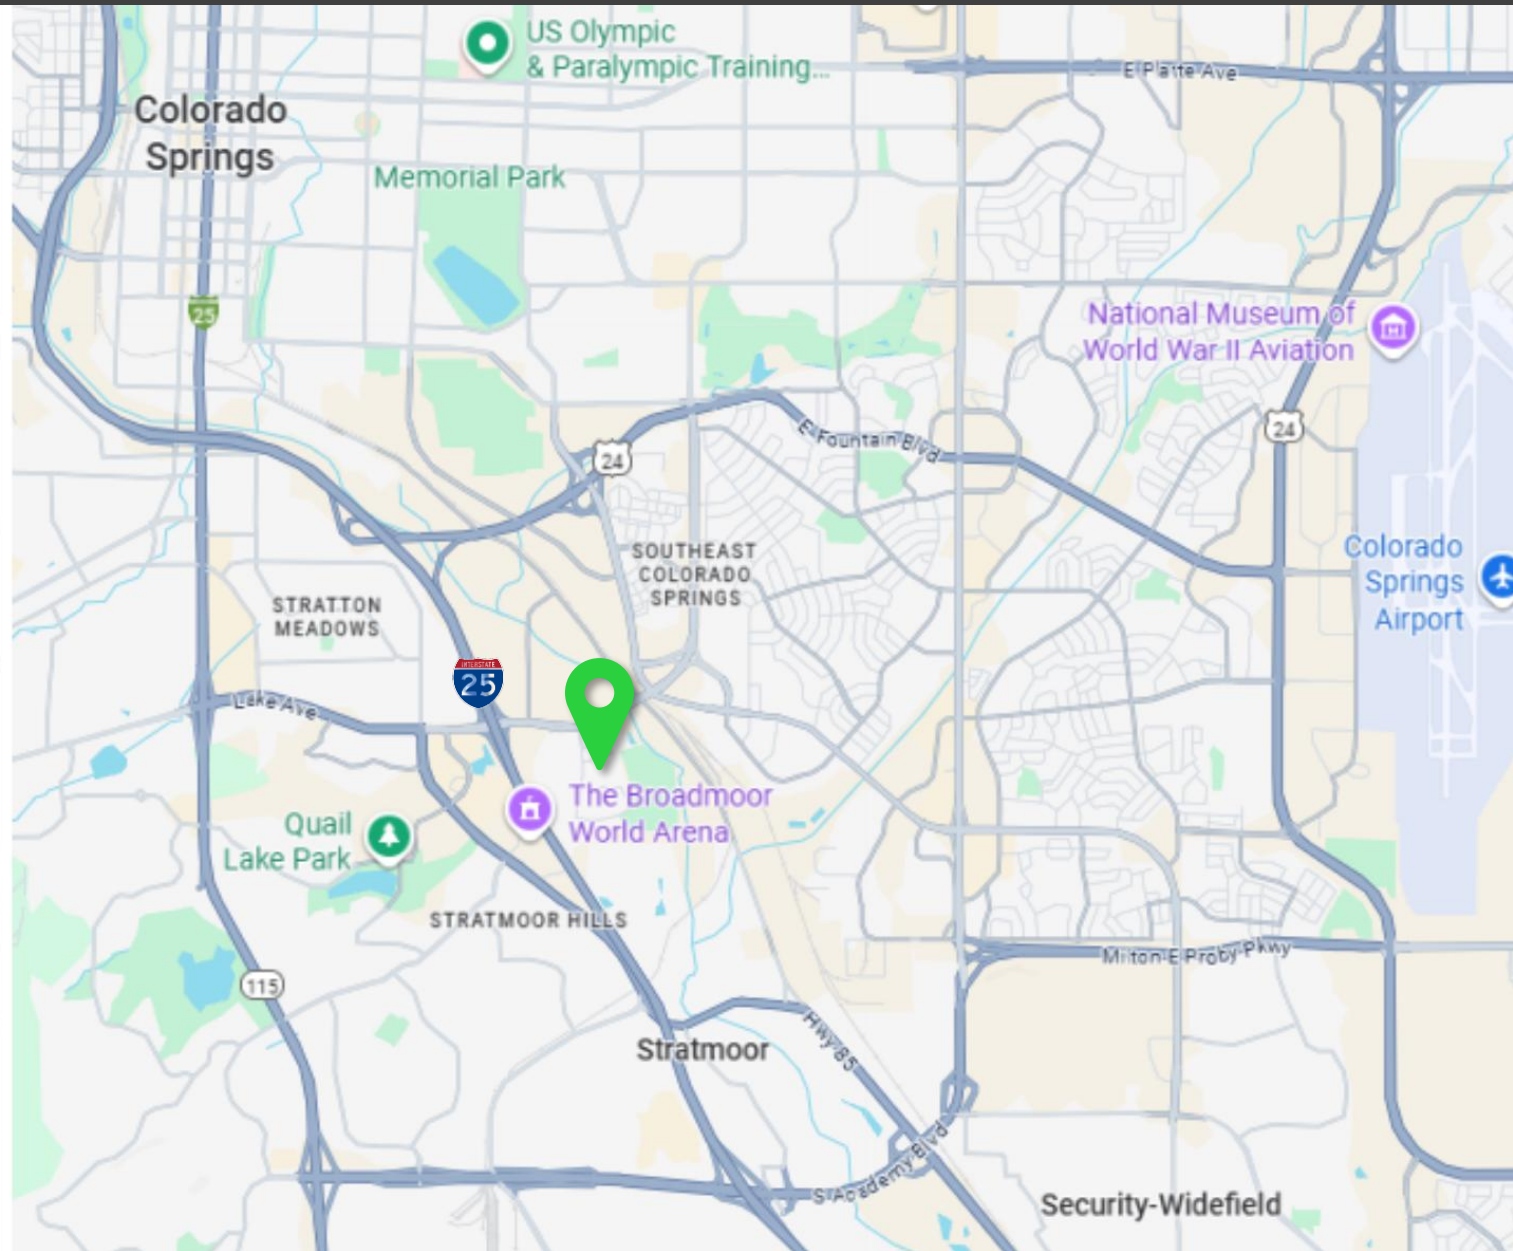 US Olympic
& Paralympic Training...
E Platte Ave
Colorado
Springs
Memorial Park
25
National Museum of
World War II Aviation
24
E Fountain Blvd
24
SOUTHEAST
COLORADO
SPRINGS
Colorado
Springs
Airport
STRATTON
MEADOWS
INTERSTATE
25
Lake Ave
The Broadmoor
World Arena
Quail
Lake Park
STRATMOOR HILLS
Milton E Proby Pkwy
115
Hwy 85
Stratmoor
S Academy Blvd
Security-Widefield